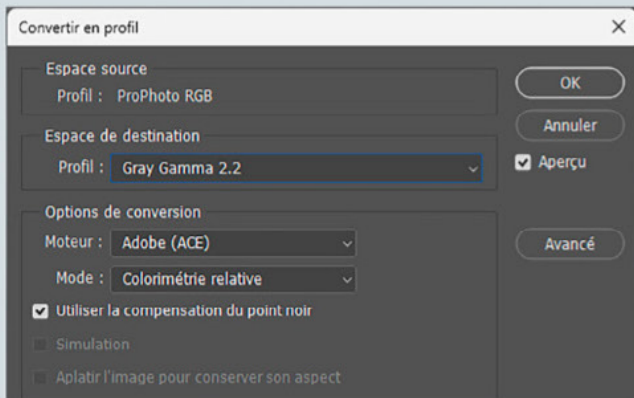 Convertir en profil
Espace source
Profil : ProPhoto RGB
OK
Annuler
Aperçu
Avancé
Espace de destination
Profil : Gray Gamma 2.2
Options de conversion
Moteur : Adobe (ACE)
Mode : Colorimétrie relative
Utiliser la compensation du point noir
Simulation
Aplatir l'image pour conserver son aspect